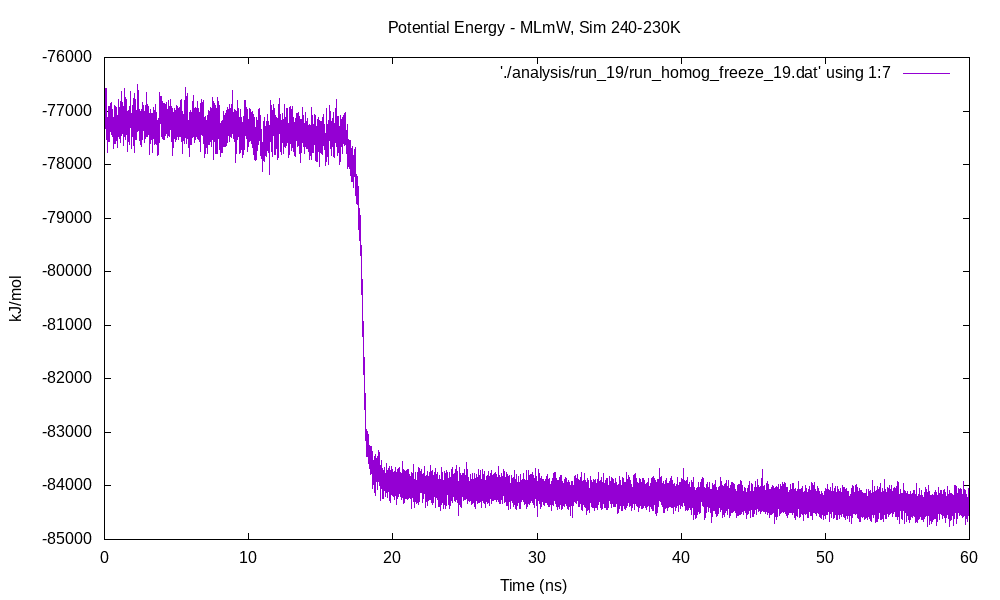 Potential Energy - MLmW, Sim 240-230K
'./analysis/run_19/run_homog_freeze_19.dat' using 1:7
-76000
-77000
-78000
-79000
-80000
-81000
-82000
-83000
-84000
-85000
kJ/mol
0 10 20 30 40 50 60
Time (ns)